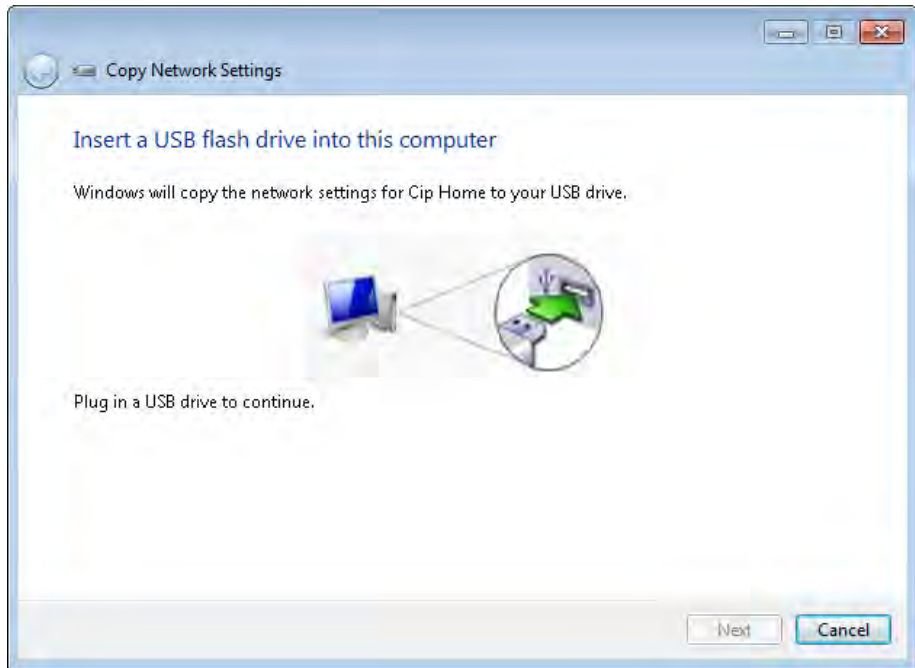 Copy Network Settings
Insert a USB flash drive into this computer
Windows will copy the network settings for Cip Home to your USB drive.
Plug in a USB drive to continue.
Next
Cancel